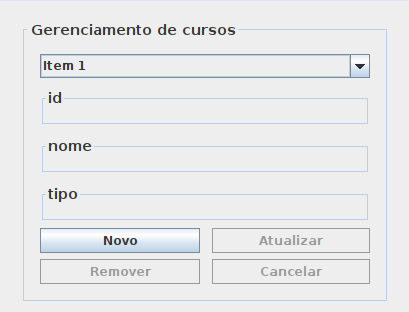 Gerenciamento de cursos
Item 1
id
nome
tipo
Novo Atualizar
Remover Cancelar